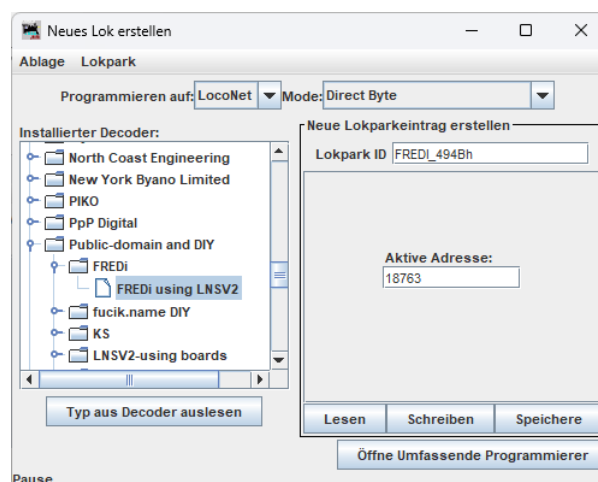 Neues Lok erstellen
Ablage Lokpark
Programmieren auf: LocoNet Mode: Direct Byte
Installierter Decoder:
North Coast Engineering
New York Byano Limited
PIKO
PpP Digital
Public-domain and DIY
FREDi
FREDi using LNSV2
fucik.name DIY
KS
LNSV2-using boards
Typ aus Decoder auslesen
Neue Lokparkeintrag erstellen
Lokpark ID FREDI_494Bh
Aktive Adresse:
18763
Lesen Schreiben Speichere
Öffne Umfassende Programmierer
Pause